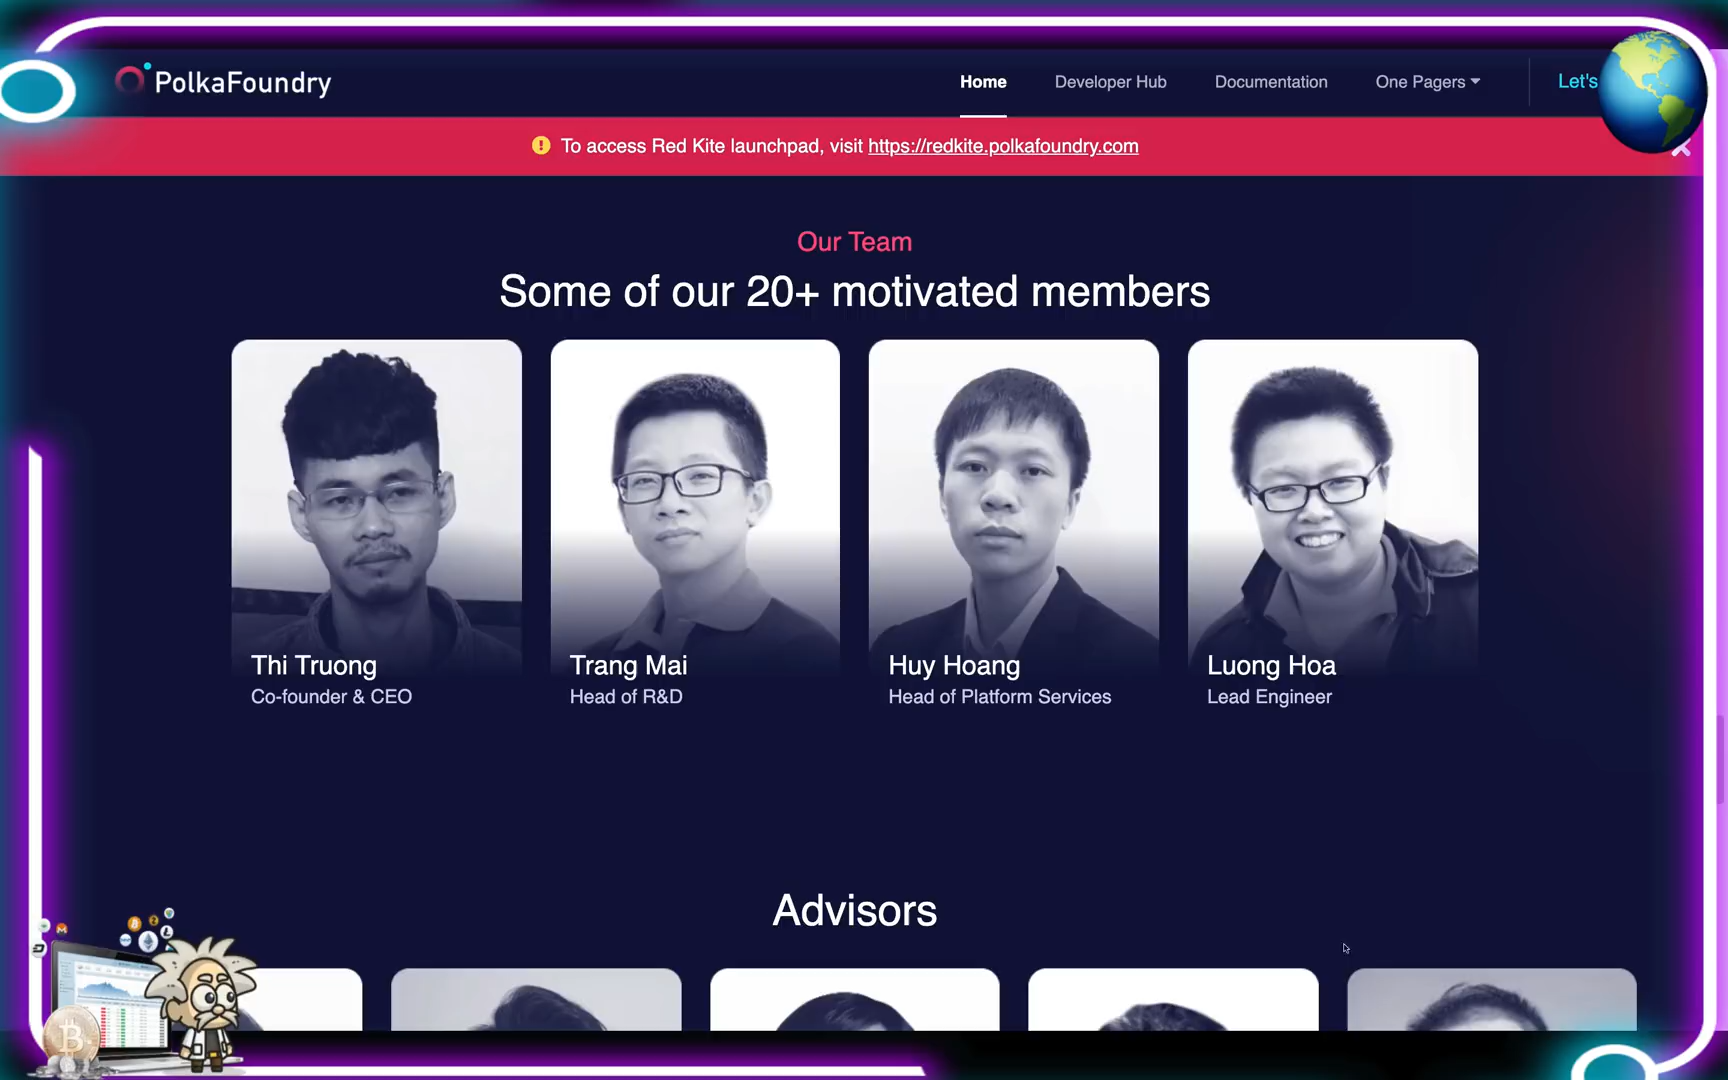 PolkaFoundry
Home
Developer Hub
Documentation
One Pagers
Let's
To access Red Kite launchpad, visit https://redkite.polkafoundry.com
Our Team
Some of our 20+ motivated members
Thi Truong
Co-founder & CEO
Trang Mai
Head of R&D
Huy Hoang
Head of Platform Services
Luong Hoa
Lead Engineer
Advisors